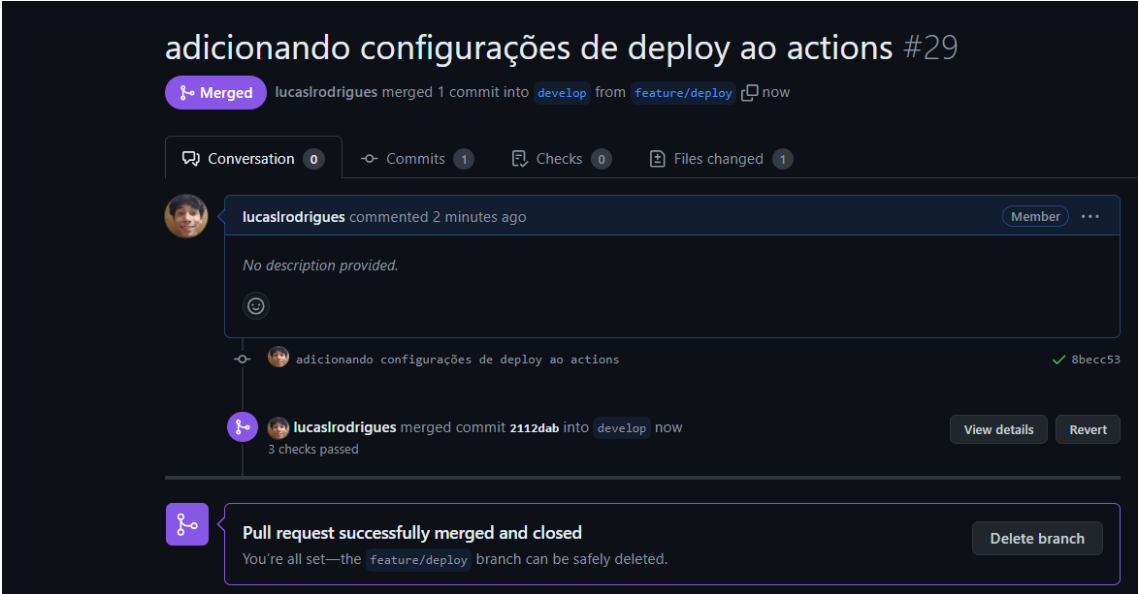 adicionando configurações de deploy ao actions #29
Merged lucaslrodrigues merged 1 commit into develop from feature/deploy now
Conversation 0 Commits 1 Checks 0 Files changed 1
lucaslrodrigues commented 2 minutes ago Member ...
No description provided.
adicionando configurações de deploy ao actions 8becc53
lucaslrodrigues merged commit 2112dab into develop now View details Revert
3 checks passed
Pull request successfully merged and closed
You're all set—the feature/deploy branch can be safely deleted. Delete branch